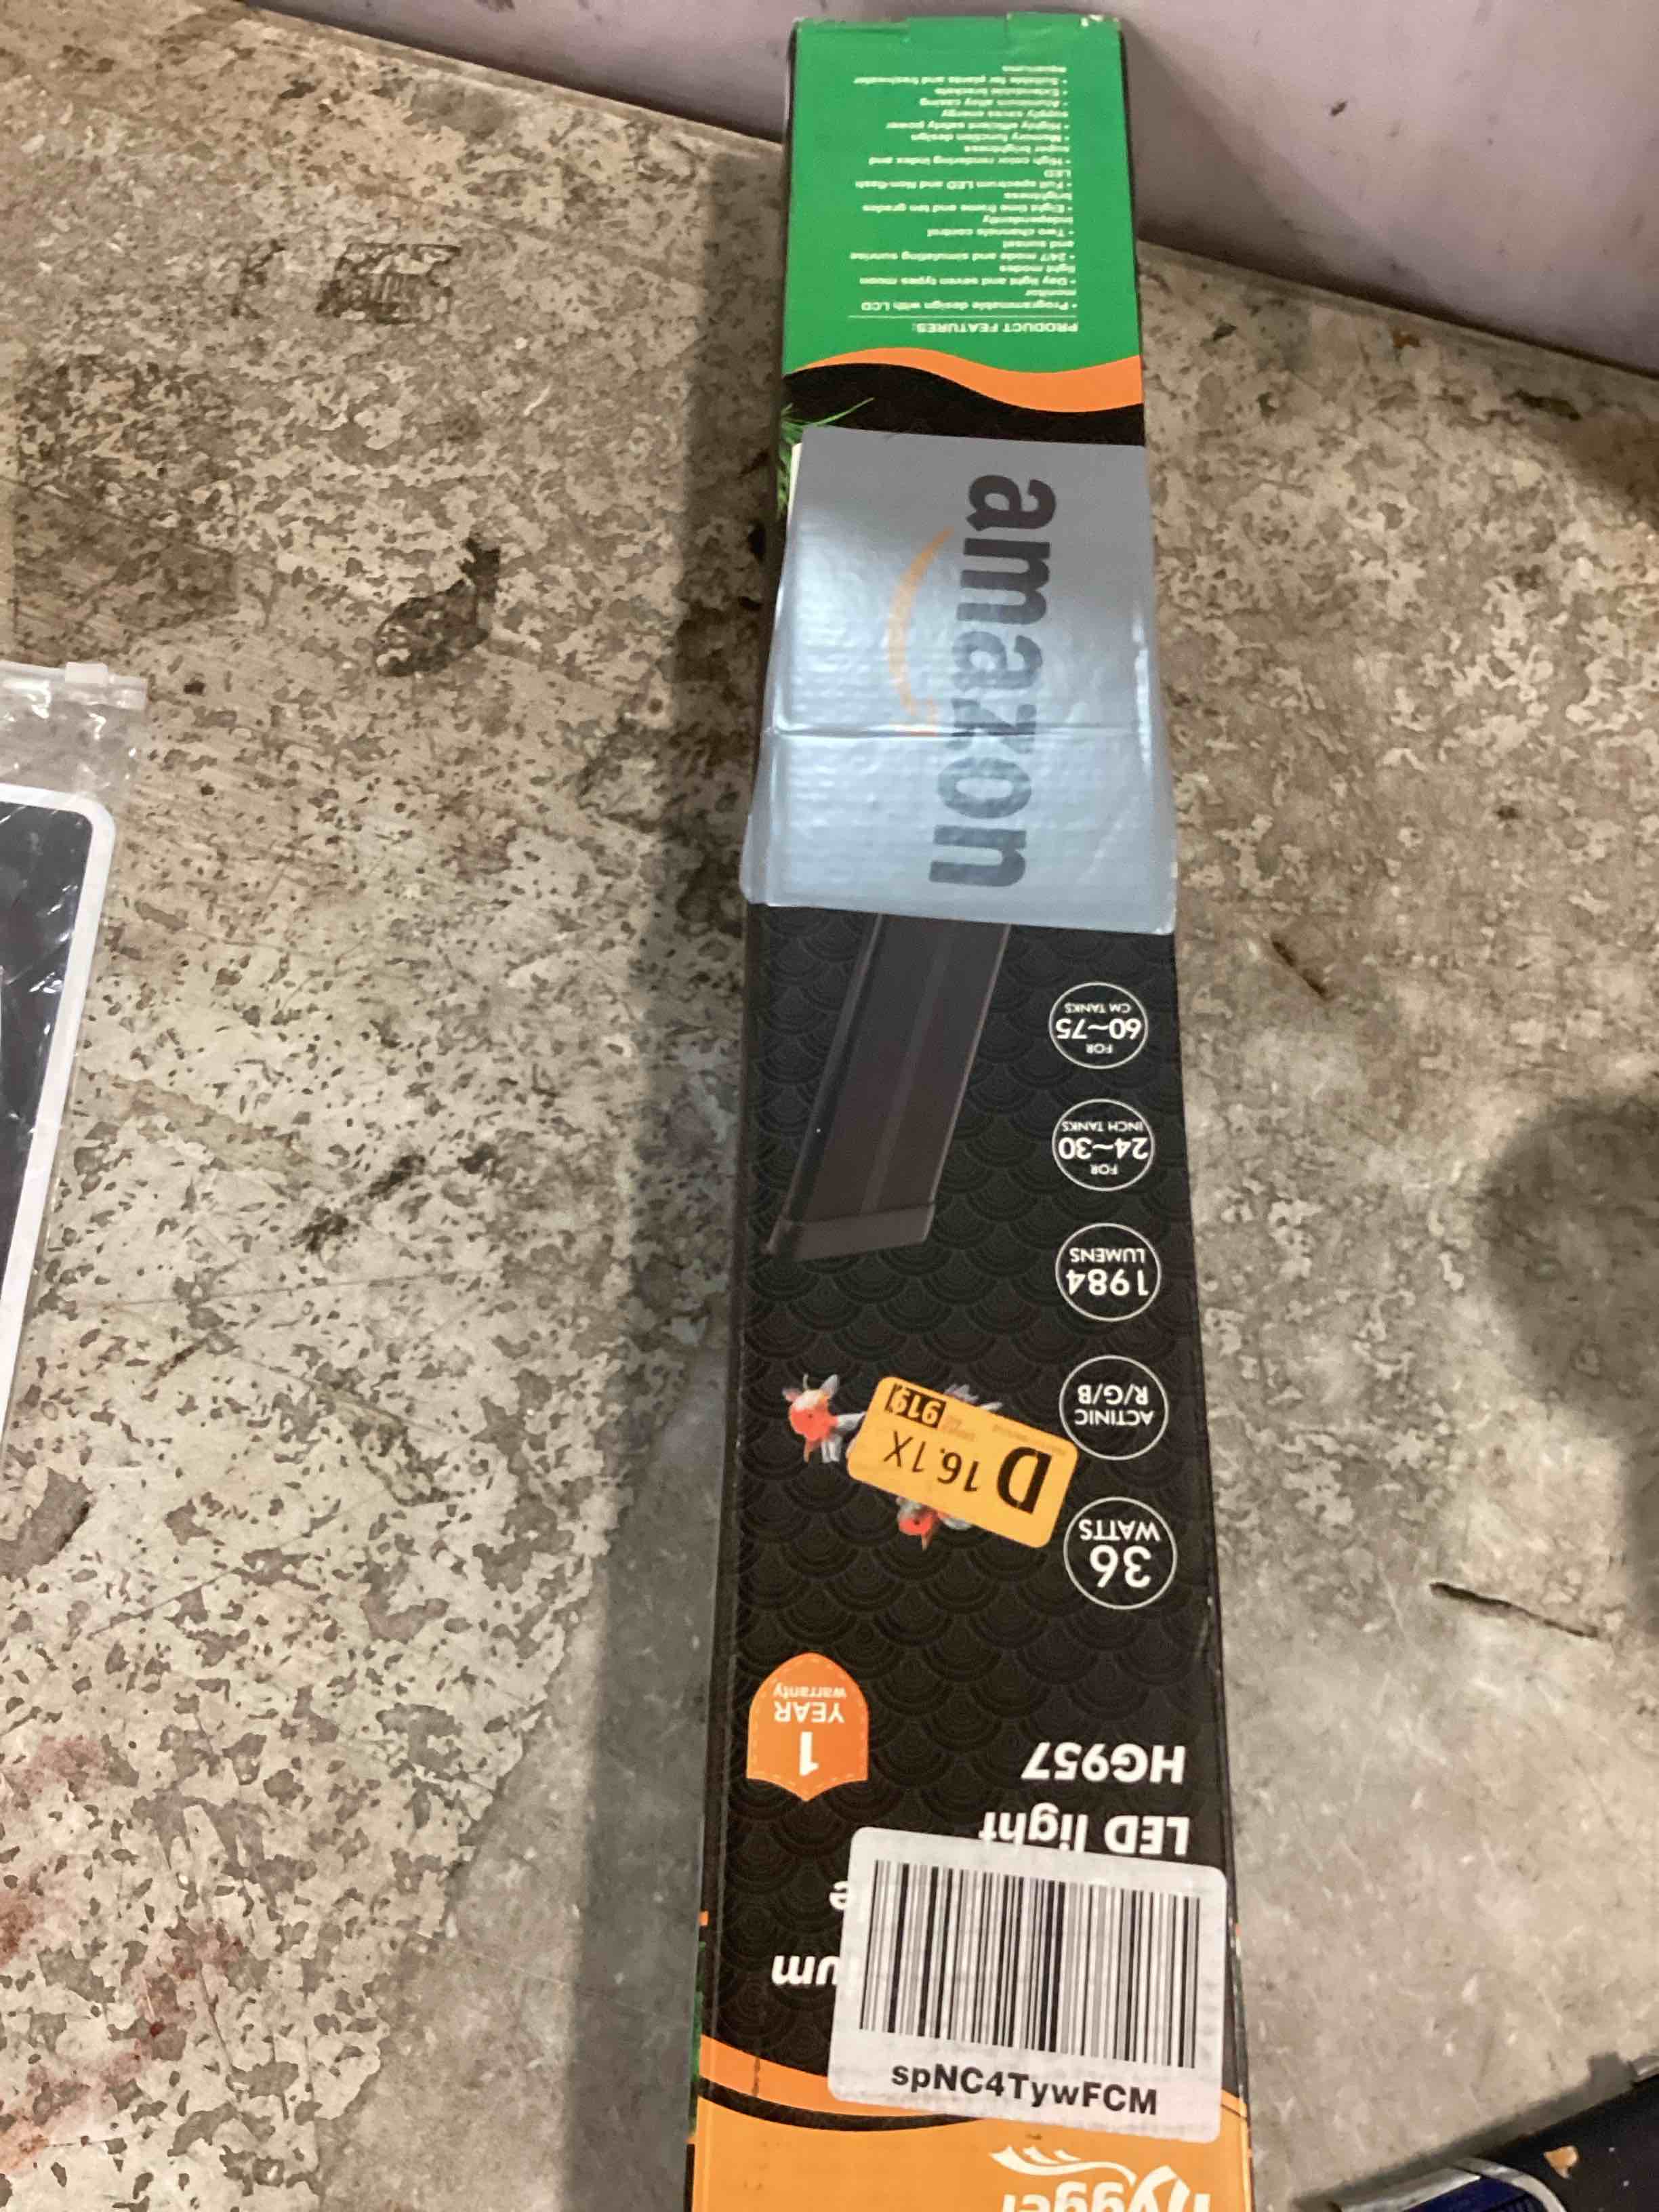 hygger
spNC4TywFCM
um
e
LED light
HG957
1
YEAR
warranty
36
WATTS
ACTINIC
R/G/B
1984
LUMENS
FOR
24~30
INCH TANKS
FOR
60~75
CM TANKS
D 16.1X
919
amazon
PRODUCT FEATURES:
• Programmable design with LCD
monitor
• Day light and seven types moon
light modes
• 24/7 mode and simulating sunrise
and sunset
• Two channels control
independently
• Eight time frame and ten grades
brightness
• Full spectrum LED and Non-flash
LED
• High color rendering index and
super brightness
• Memory function design
• Highly efficient safety power
supply saves energy
• Aluminum alloy casing
• Extendable brackets
• Suitable for plants and freshwater
aquariums